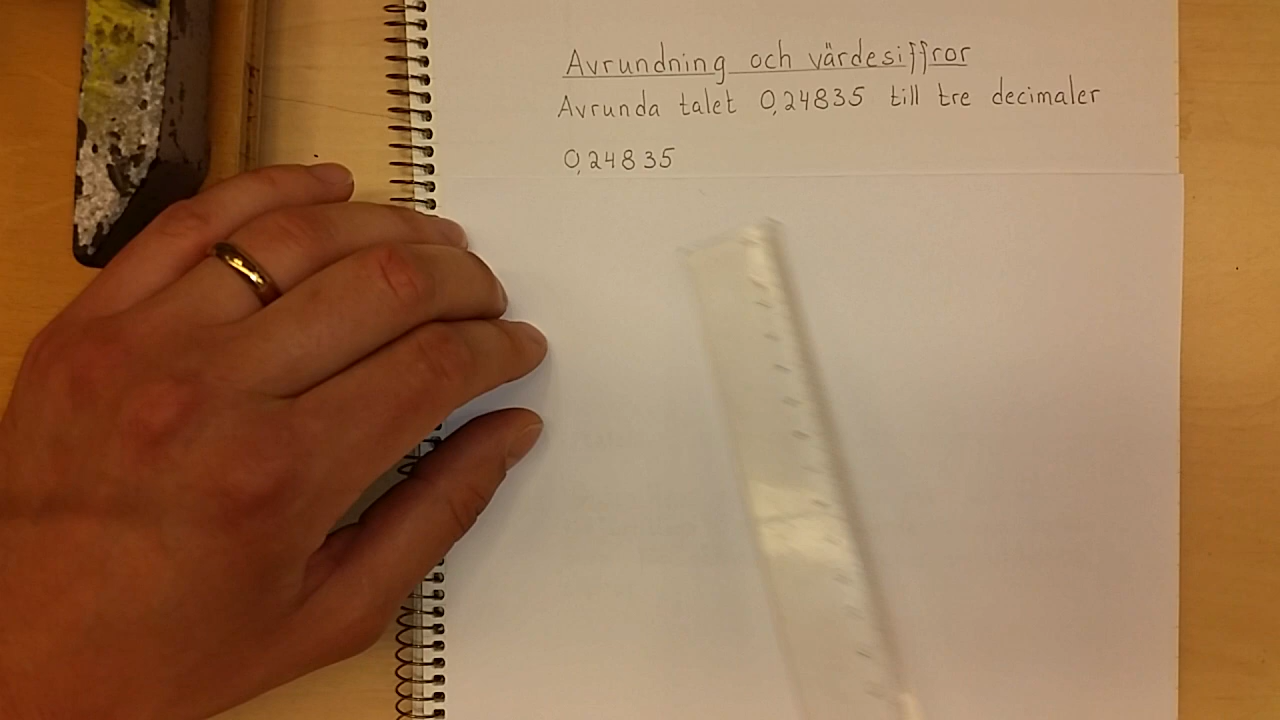 Avrundning och värdesiffror
Avrunda talet 0,24835 till tre decimaler
0,24835